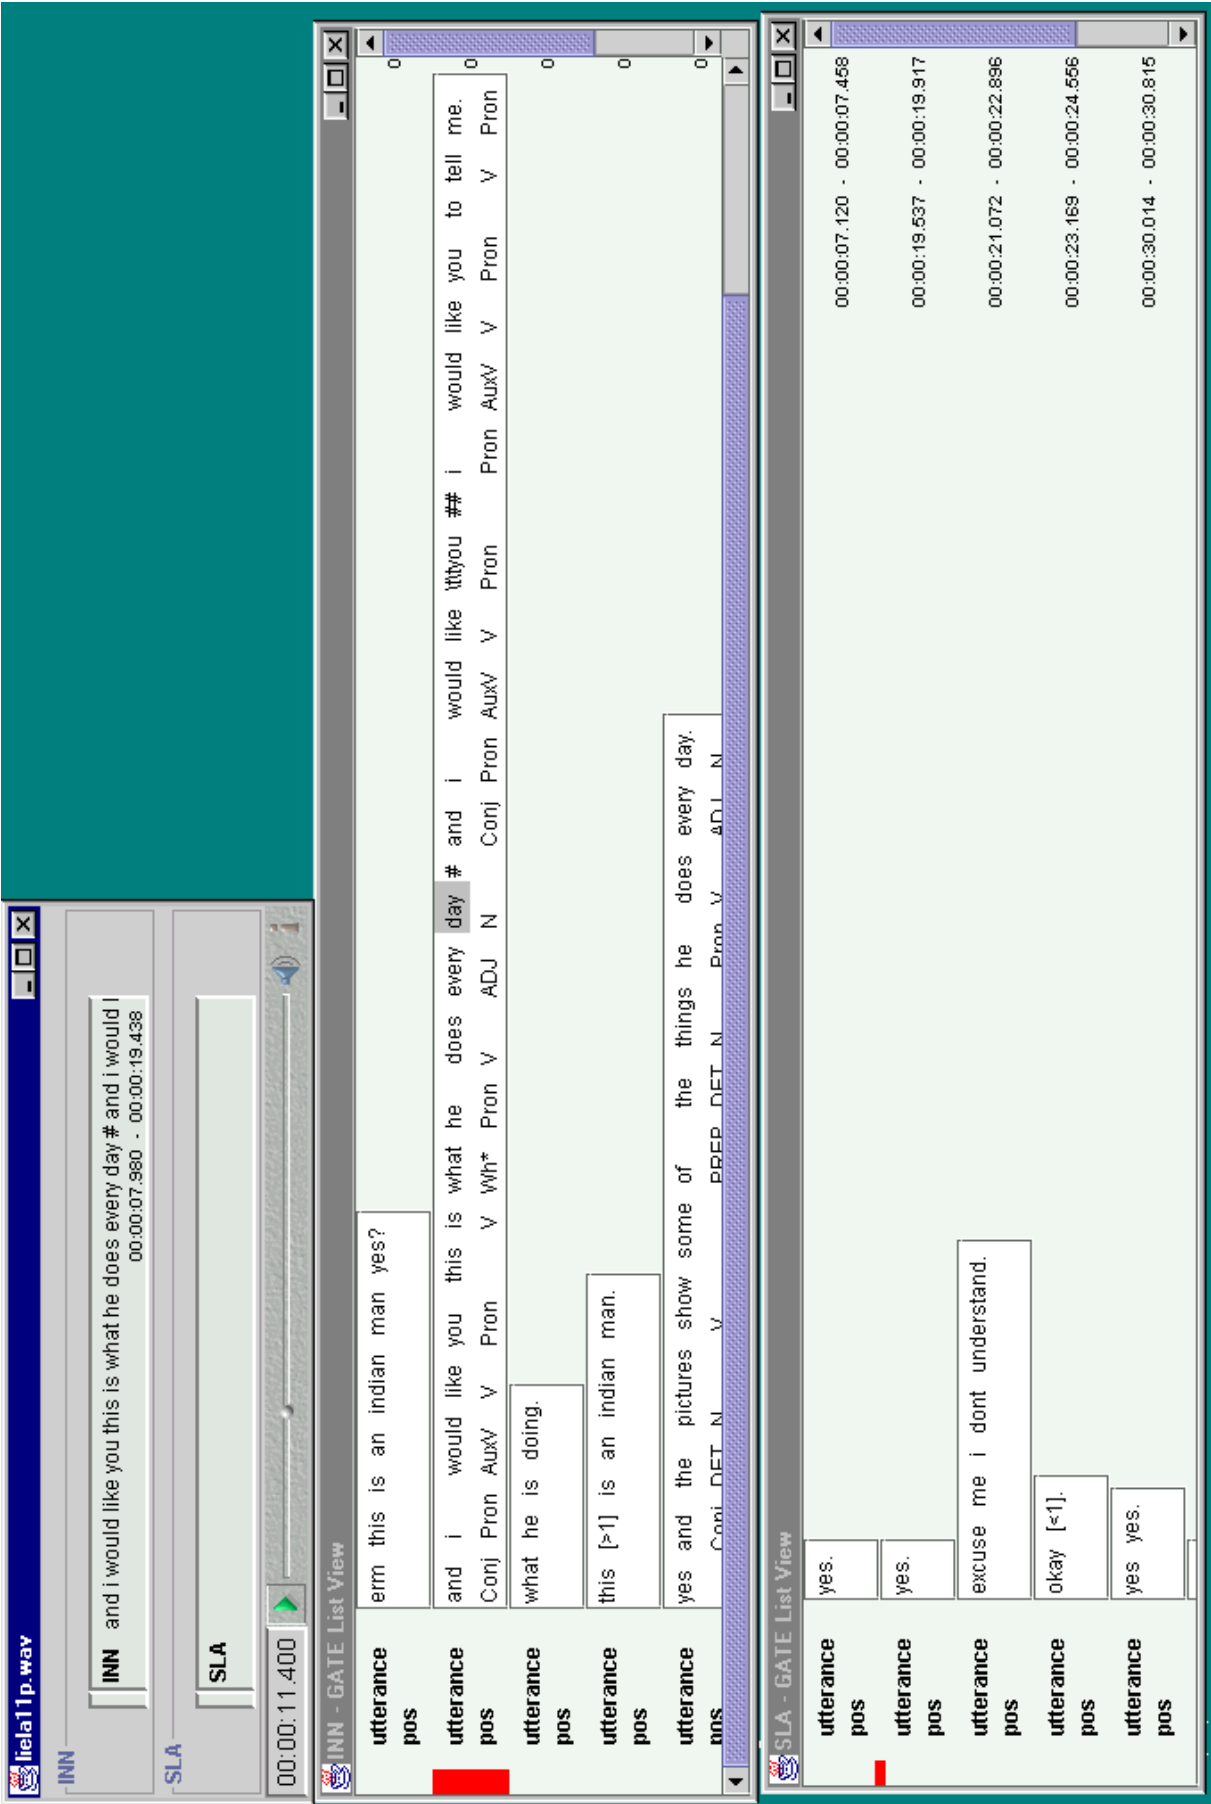 liela11p.wav
INN
INN and i would like you this is what he does every day # and i would l
00:00:07.980 - 00:00:19.438
SLA
SLA
00:00:11.400
INN - GATE List View
utterance erm this is an indian man yes? 0
pos
utterance and i would like you this is what he does every day # and i would like \t\t\tyou ## i would like you to tell me. 0
pos Conj Pron AuxV V Pron V Wh* Pron V ADJ N Conj Pron AuxV V Pron Pron AuxV V Pron V Pron
utterance what he is doing. 0
pos
utterance this [>1] is an indian man. 0
pos
utterance yes and the pictures show some of the things he does every day. 0
pos Conj DET N V PREP DET N Pron V ADJ N
SLA - GATE List View
utterance yes. 00:00:07.120 - 00:00:07.458
pos
utterance yes. 00:00:19.537 - 00:00:19.917
pos
utterance excuse me i dont understand. 00:00:21.072 - 00:00:22.896
pos
utterance okay [<1]. 00:00:23.169 - 00:00:24.556
pos
utterance yes yes. 00:00:30.014 - 00:00:30.815
pos